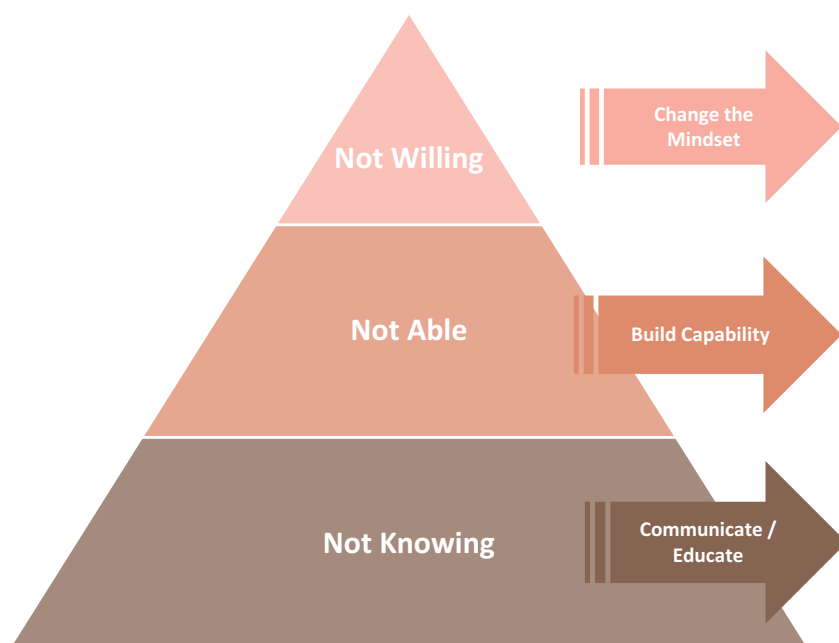 Not Willing
Change the
Mindset
Not Able
Build Capability
Not Knowing
Communicate /
Educate